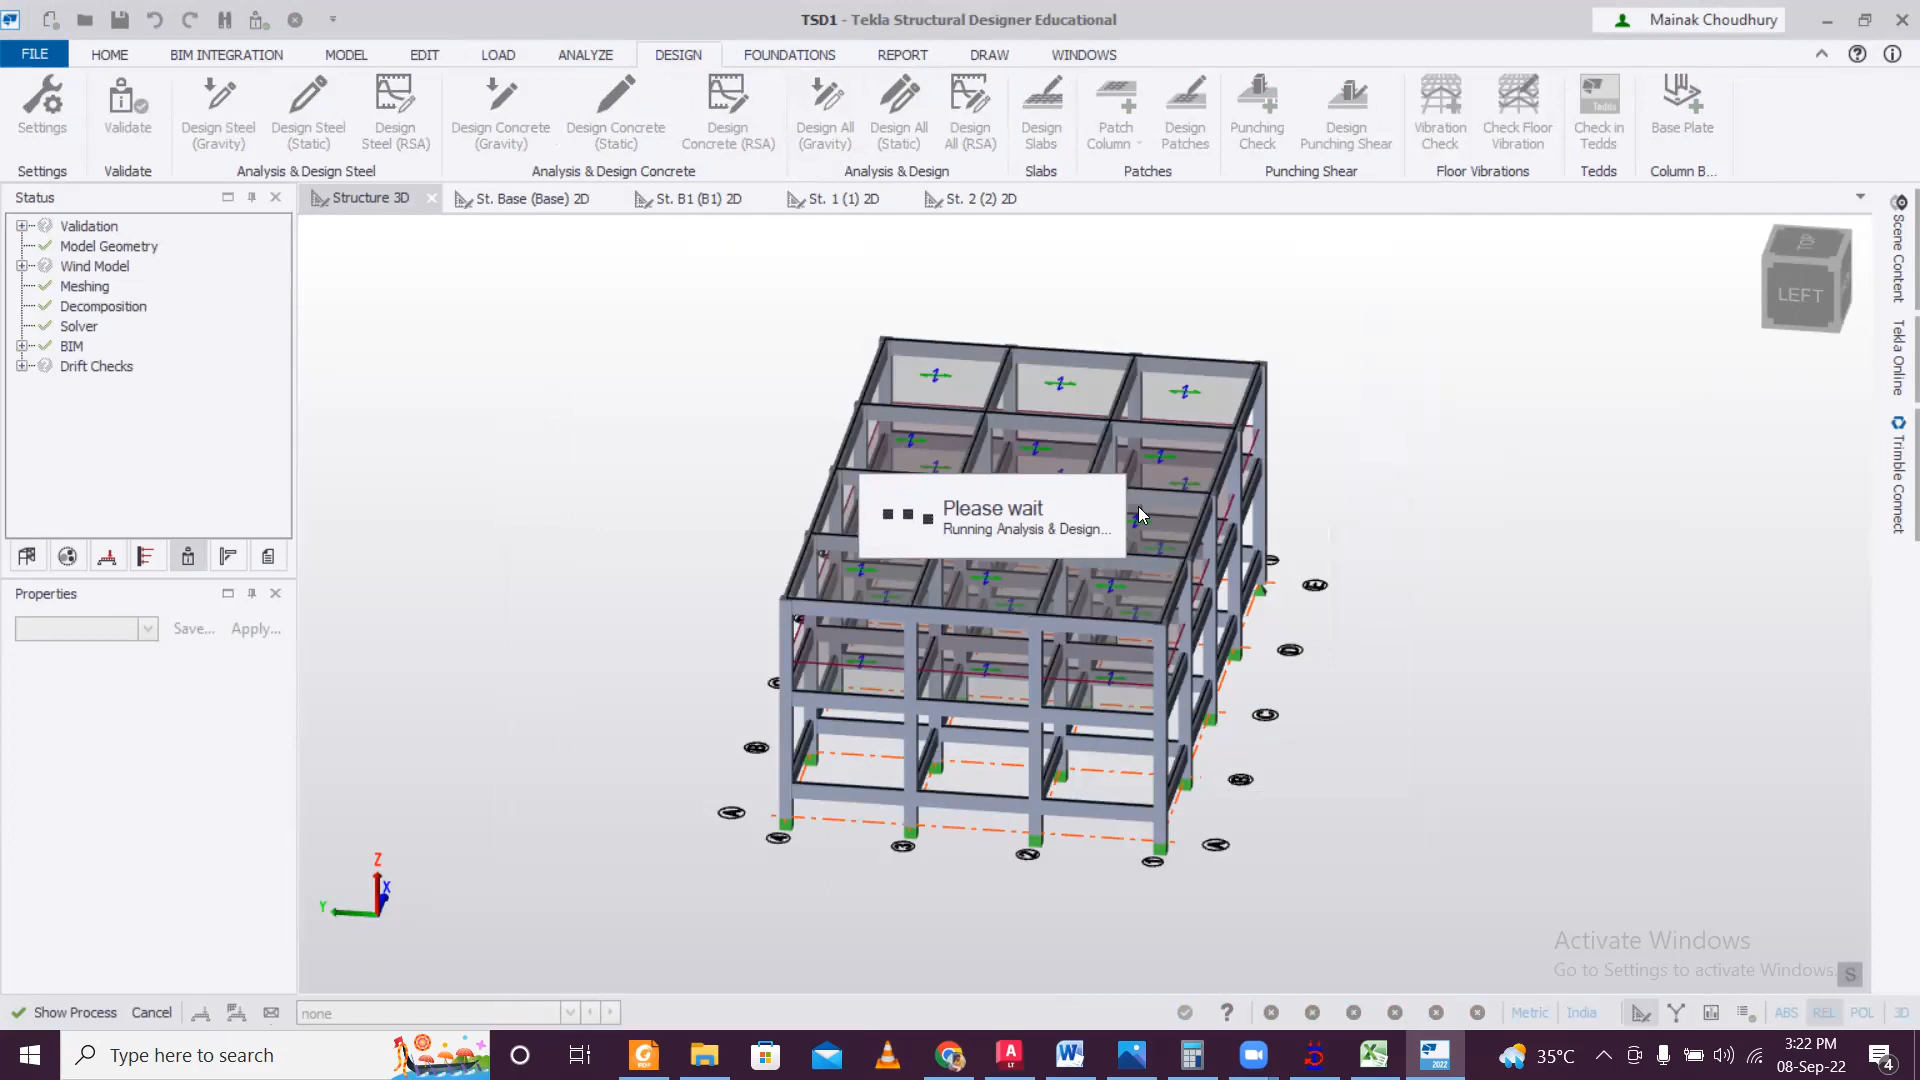 TSD1 - Tekla Structural Designer Educational
Mainak Choudhury
FILE
HOME
BIM INTEGRATION
MODEL
EDIT
LOAD
ANALYZE
DESIGN
FOUNDATIONS
REPORT
DRAW
WINDOWS
Settings
Validate
Design Steel
(Gravity)
Design Steel
(Static)
Design
Steel (RSA)
Design Concrete
(Gravity)
Design Concrete
(Static)
Design
Concrete (RSA)
Design All
(Gravity)
Design All
(Static)
Design
All (RSA)
Design
Slabs
Patch
Column
Design
Patches
Punching
Check
Design
Punching Shear
Vibration
Check
Check Floor
Vibration
Tedds
Check in
Tedds
Base Plate
Settings
Validate
Analysis & Design Steel
Analysis & Design Concrete
Analysis & Design
Slabs
Patches
Punching Shear
Floor Vibrations
Tedds
Column B...
Status
Structure 3D
St. Base (Base) 2D
St. B1 (B1) 2D
St. 1 (1) 2D
St. 2 (2) 2D
Validation
Model Geometry
Wind Model
Meshing
Decomposition
Solver
BIM
Drift Checks
LEFT
Scene Content
Tekla Online
Trimble Connect
Please wait
Running Analysis & Design...
Properties
Save...
Apply...
Z
X
Y
Activate Windows
Go to Settings to activate Windows.
S
Show Process
Cancel
none
Metric
India
ABS
REL
POL
3D
Type here to search
35°C
3:22 PM
08-Sep-22
4
2022